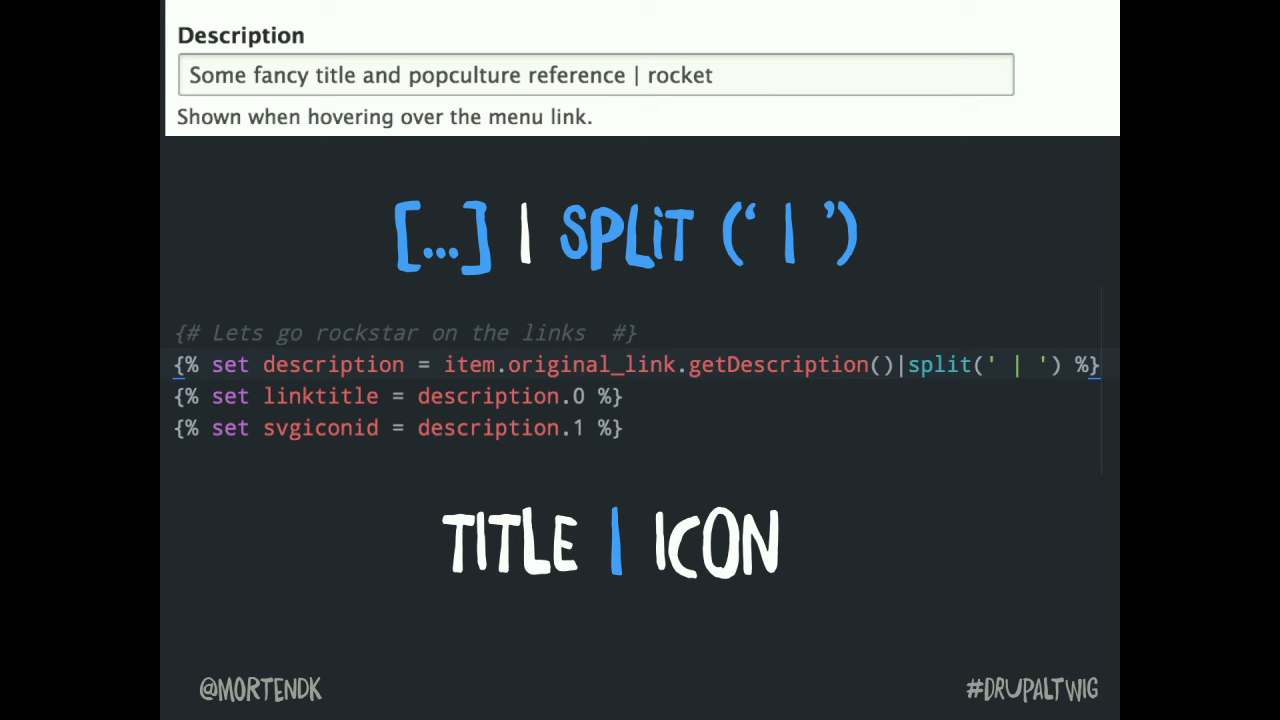 Description
Some fancy title and popculture reference | rocket
Shown when hovering over the menu link.
[...] | SPLIT (‘ | ’)
{# Lets go rockstar on the links  #}
{% set description = item.original_link.getDescription()|split(' | ') %}
{% set linktitle = description.0 %}
{% set svgiconid = description.1 %}
TITLE | ICON
@MORTENDK
#DRUPALTWIG